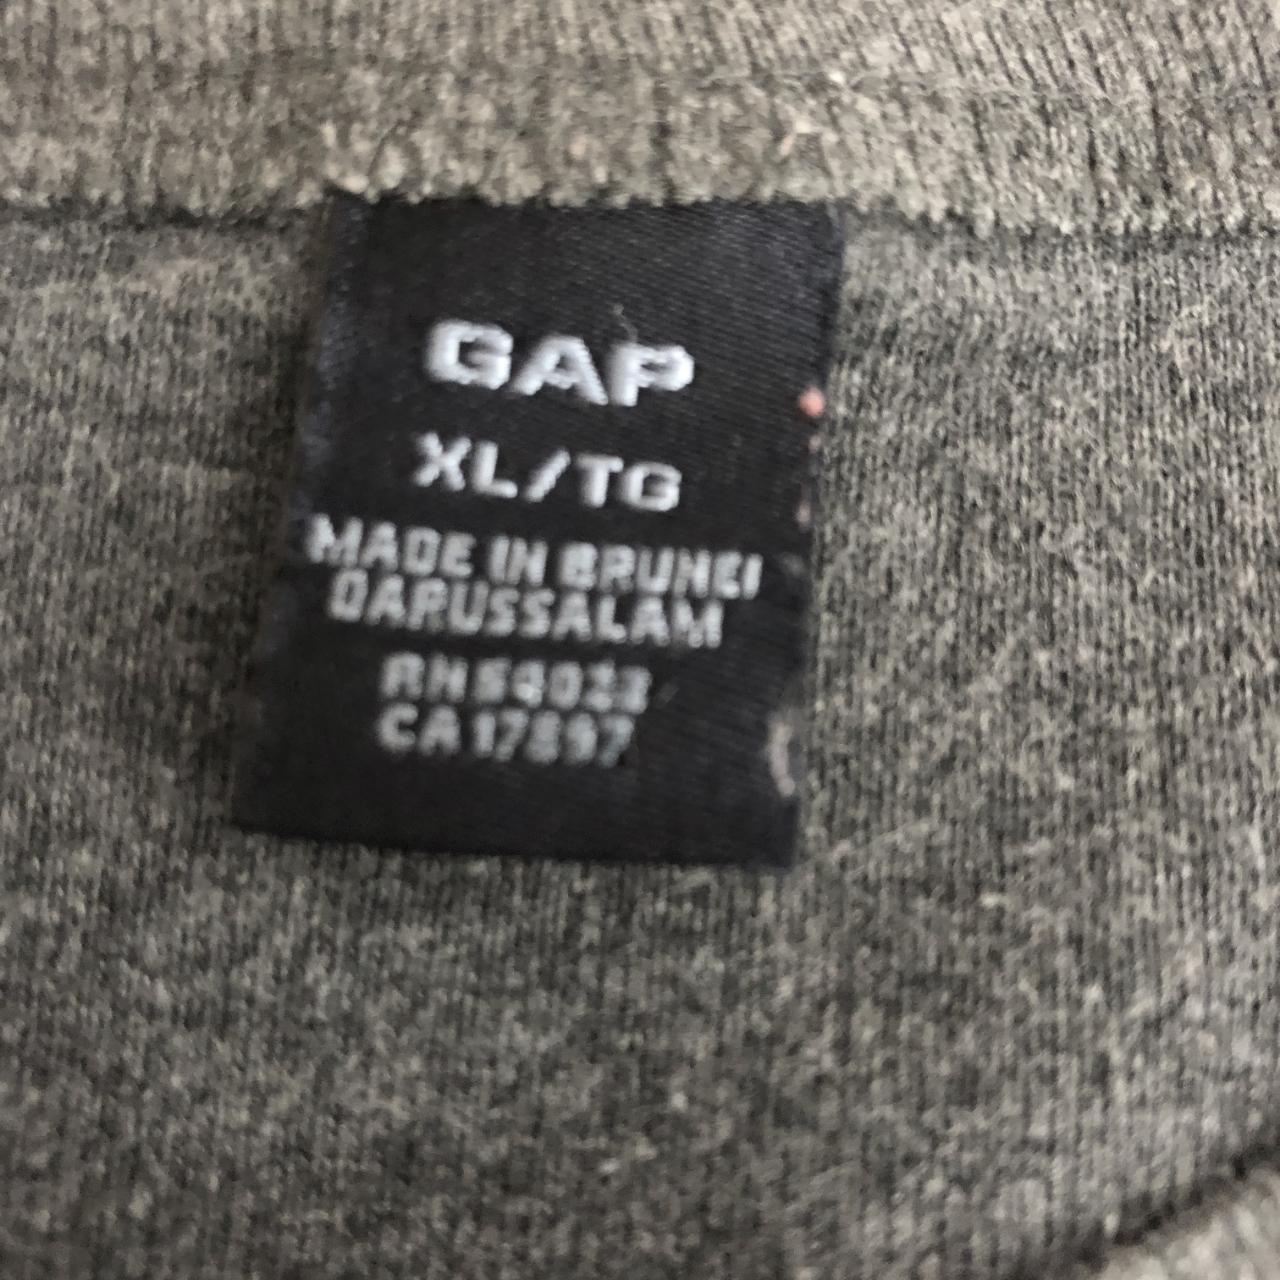 GAP
XL/TG
MADE IN BRUNEI
DARUSSALAM
RN 54023
CA 17897